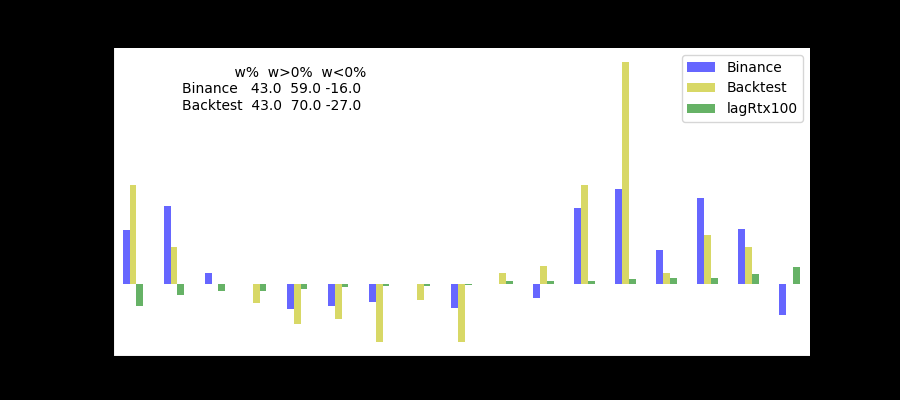 w% w>0% w<0%
Binance 43.0 59.0 -16.0
Backtest 43.0 70.0 -27.0
Binance
Backtest
lagRtx100